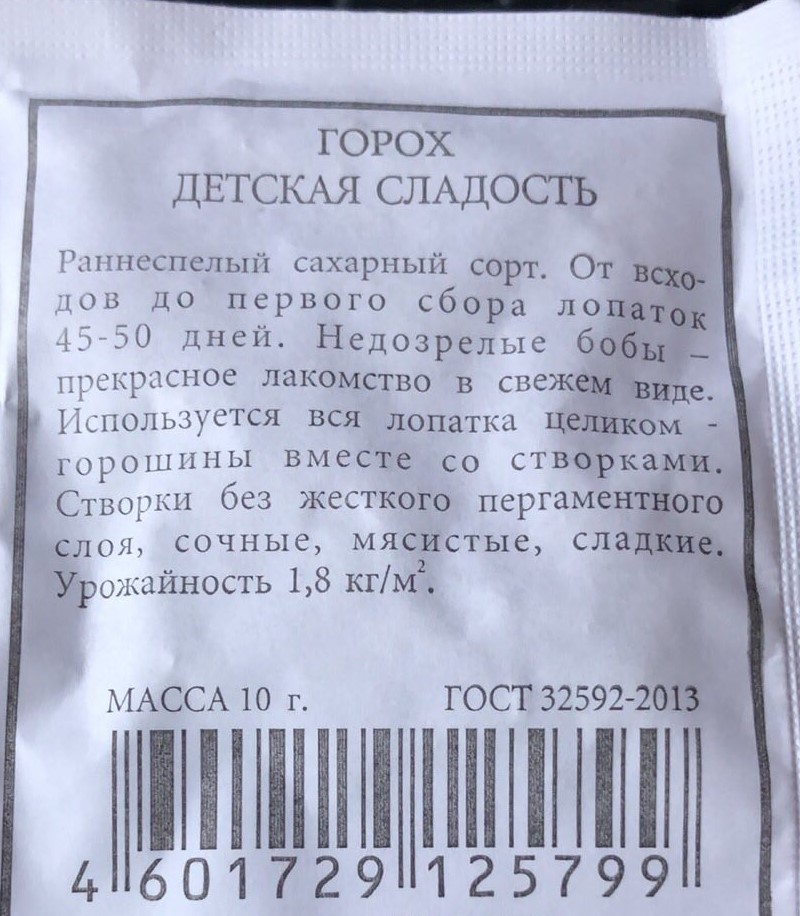 ГОРОХ
ДЕТСКАЯ СЛАДОСТЬ
Раннеспелый сахарный сорт. От всхо-
дов до первого сбора лопаток
45-50 дней. Недозрелые бобы –
прекрасное лакомство в свежем виде.
Используется вся лопатка целиком -
горошины вместе со створками.
Створки без жесткого пергаментного
слоя, сочные, мясистые, сладкие.
Урожайность 1,8 кг/м².
МАССА 10 г. ГОСТ 32592-2013
4 601729 125799